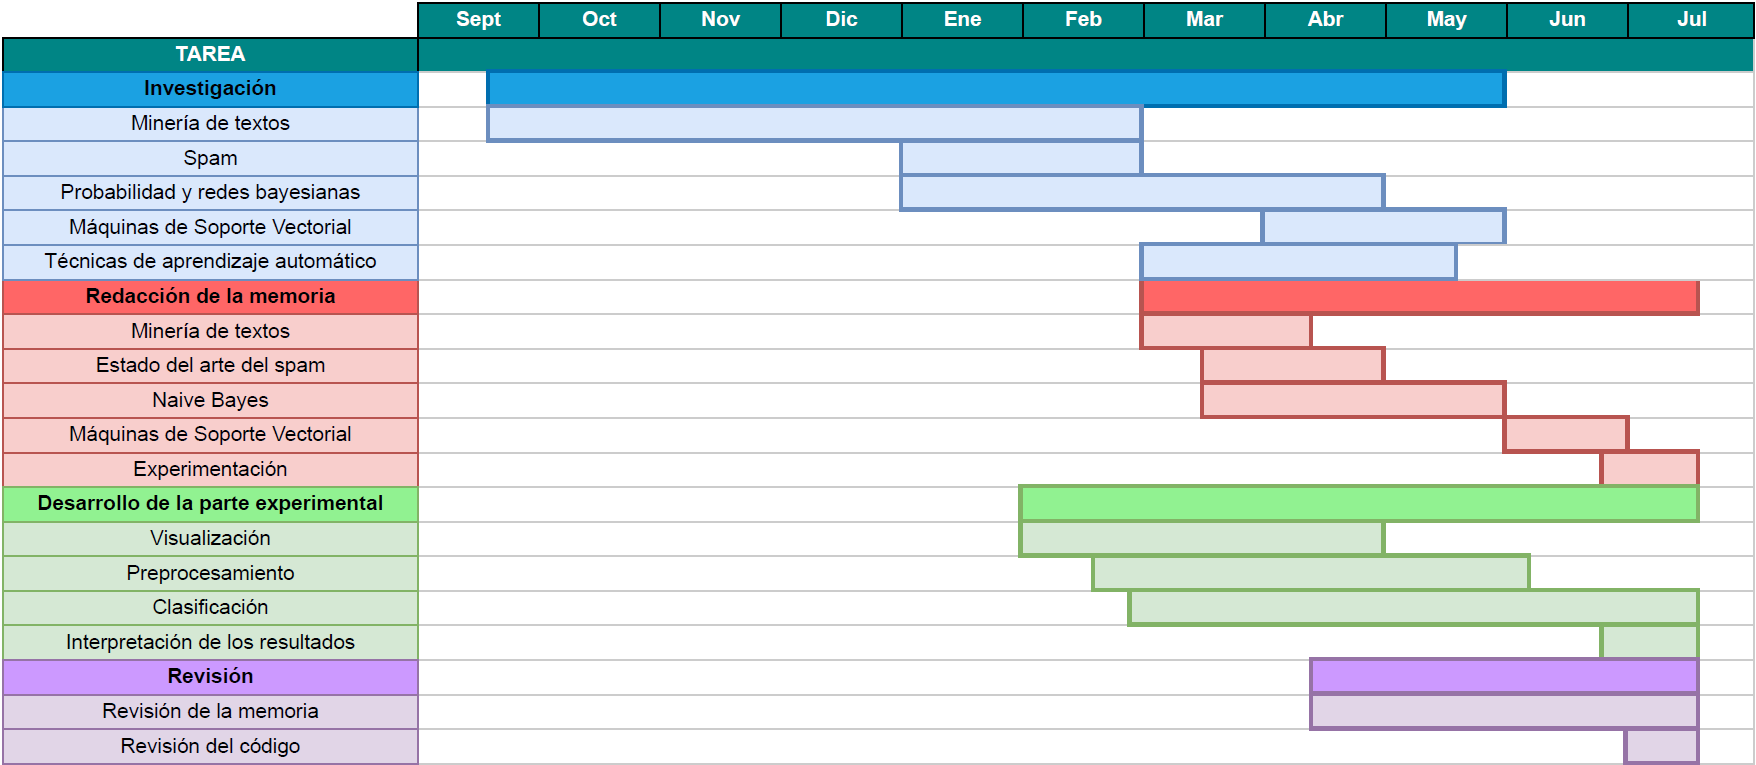 Sept Oct Nov Dic Ene Feb Mar Abr May Jun Jul
TAREA
Investigación
Minería de textos
Spam
Probabilidad y redes bayesianas
Máquinas de Soporte Vectorial
Técnicas de aprendizaje automático
Redacción de la memoria
Minería de textos
Estado del arte del spam
Naive Bayes
Máquinas de Soporte Vectorial
Experimentación
Desarrollo de la parte experimental
Visualización
Preprocesamiento
Clasificación
Interpretación de los resultados
Revisión
Revisión de la memoria
Revisión del código